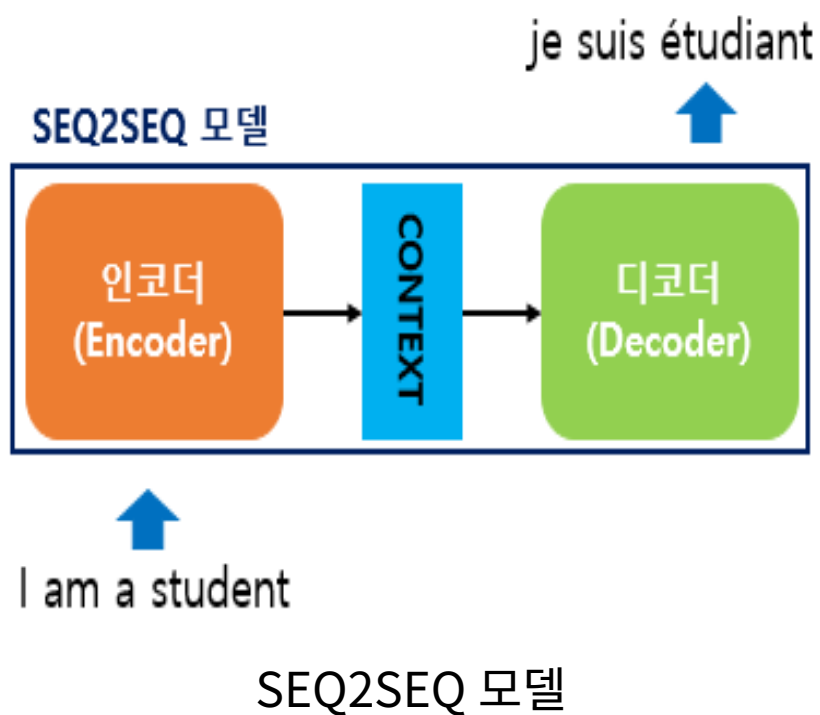 je suis étudiant
SEQ2SEQ 모델
인코더
(Encoder)
CONTEXT
디코더
(Decoder)
I am a student
SEQ2SEQ 모델